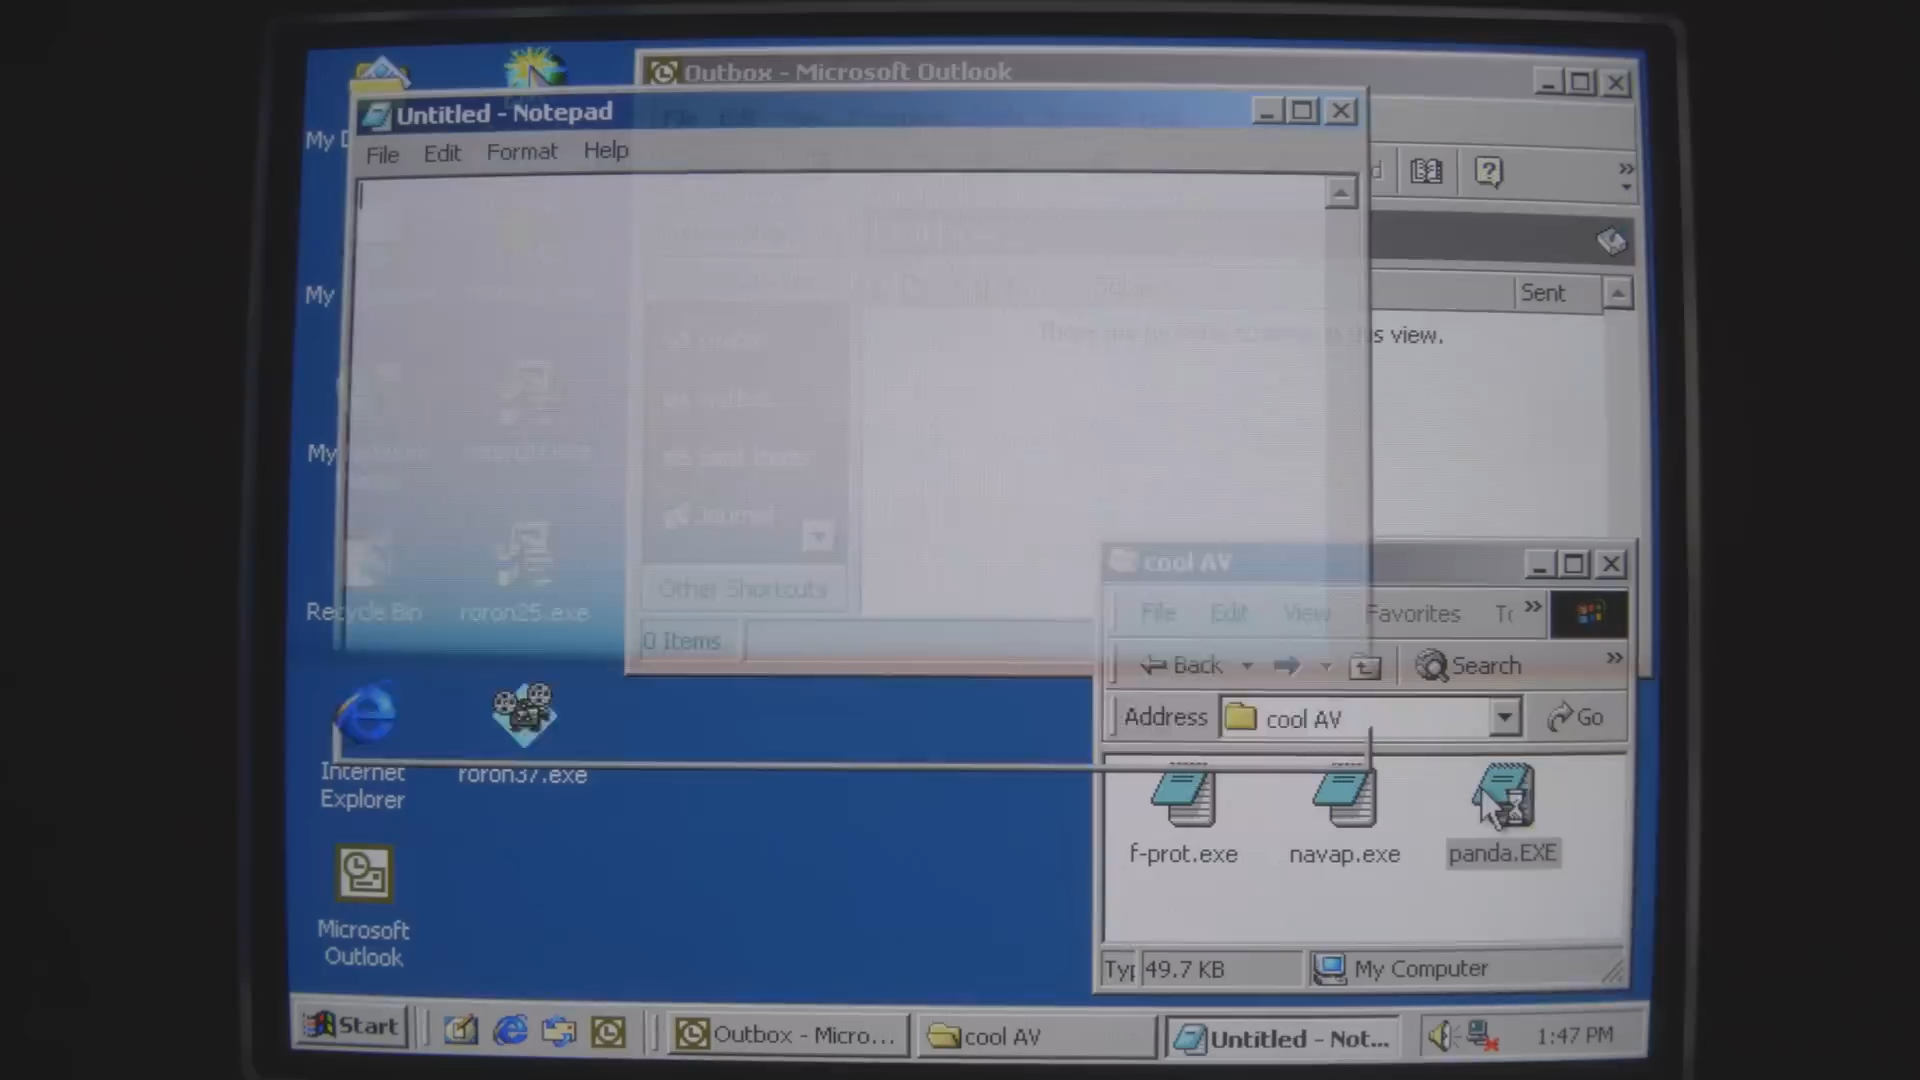 Outbox - Microsoft Outlook
Untitled - Notepad
File Edit Format Help
My D
Sent
My
s view.
My
Journal
cool AV
Other Shortcuts
File Edit View Favorites To
Recycle Bin
roron25.exe
0 Items
Back
Search
Address
cool AV
Go
Internet
Explorer
roron37.exe
f-prot.exe
navap.exe
panda.EXE
Microsoft
Outlook
Typ
49.7 KB
My Computer
Start
Outbox - Micro...
cool AV
Untitled - Not...
1:47 PM